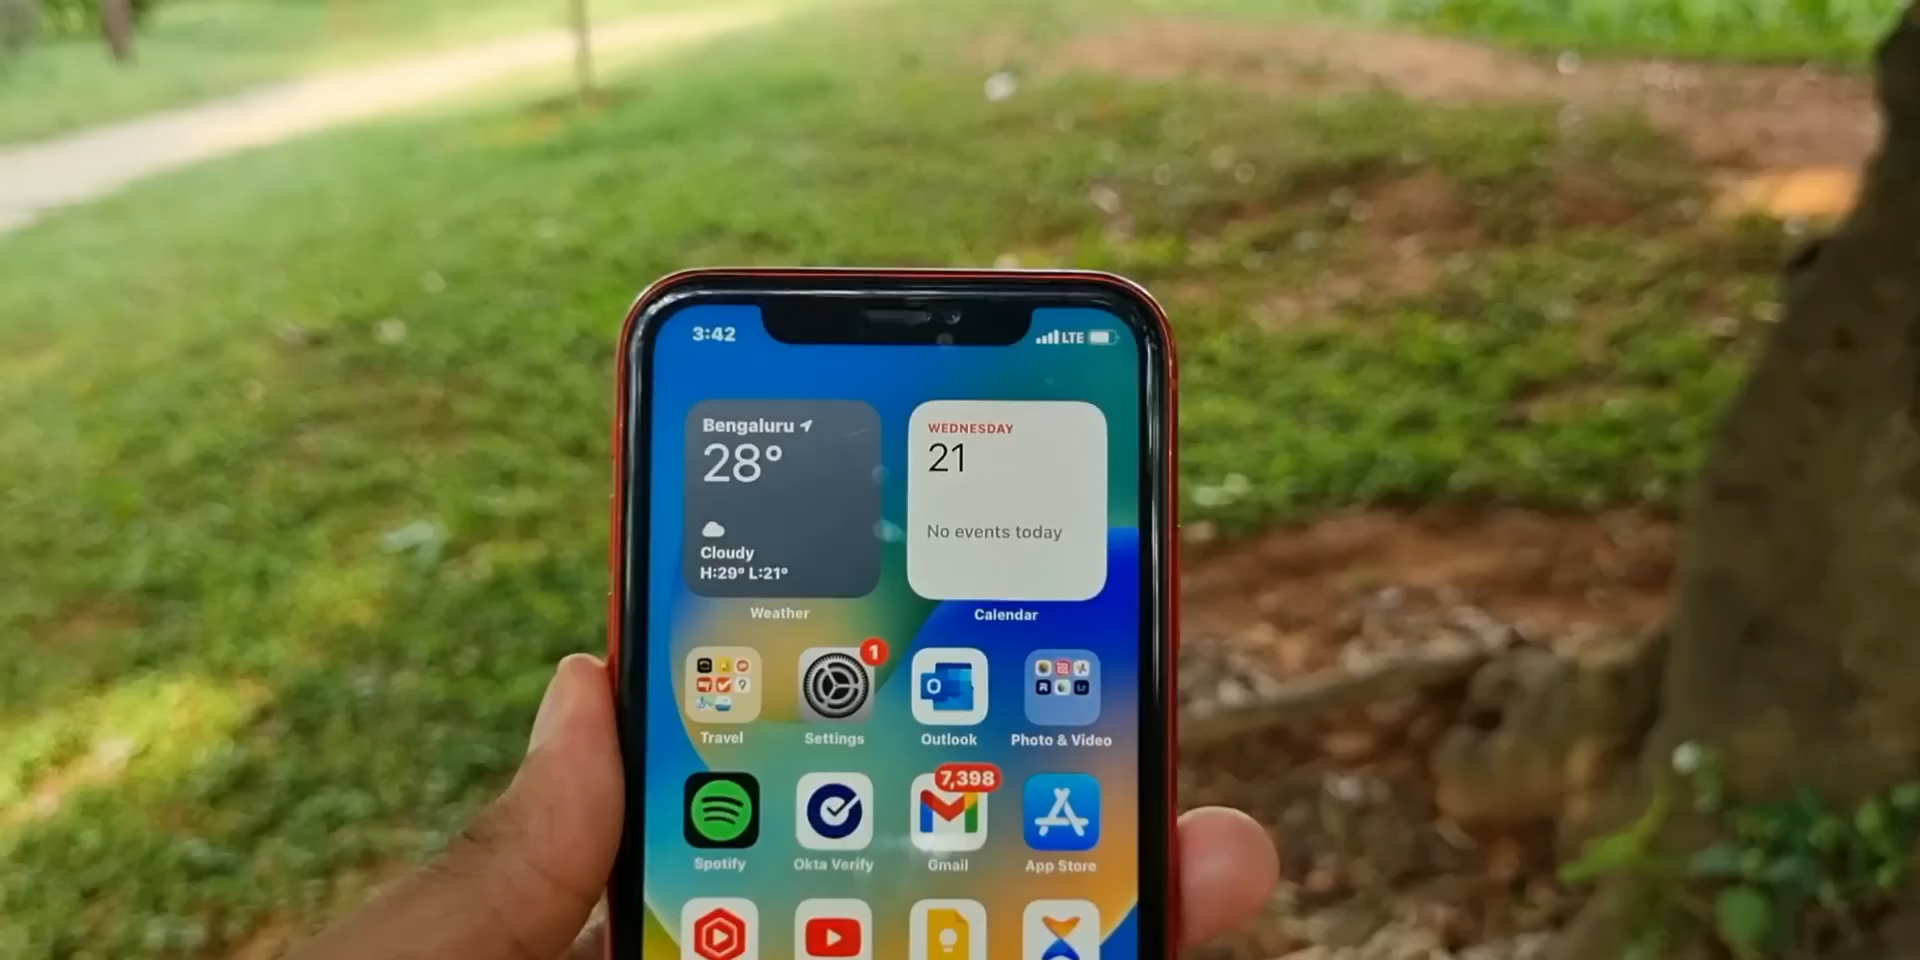 3:42
LTE
Bengaluru
28°
Cloudy
H:29° L:21°
Weather
WEDNESDAY
21
No events today
Calendar
1
Travel
Settings
Outlook
Photo & Video
7,398
Spotify
Okta Verify
Gmail
App Store